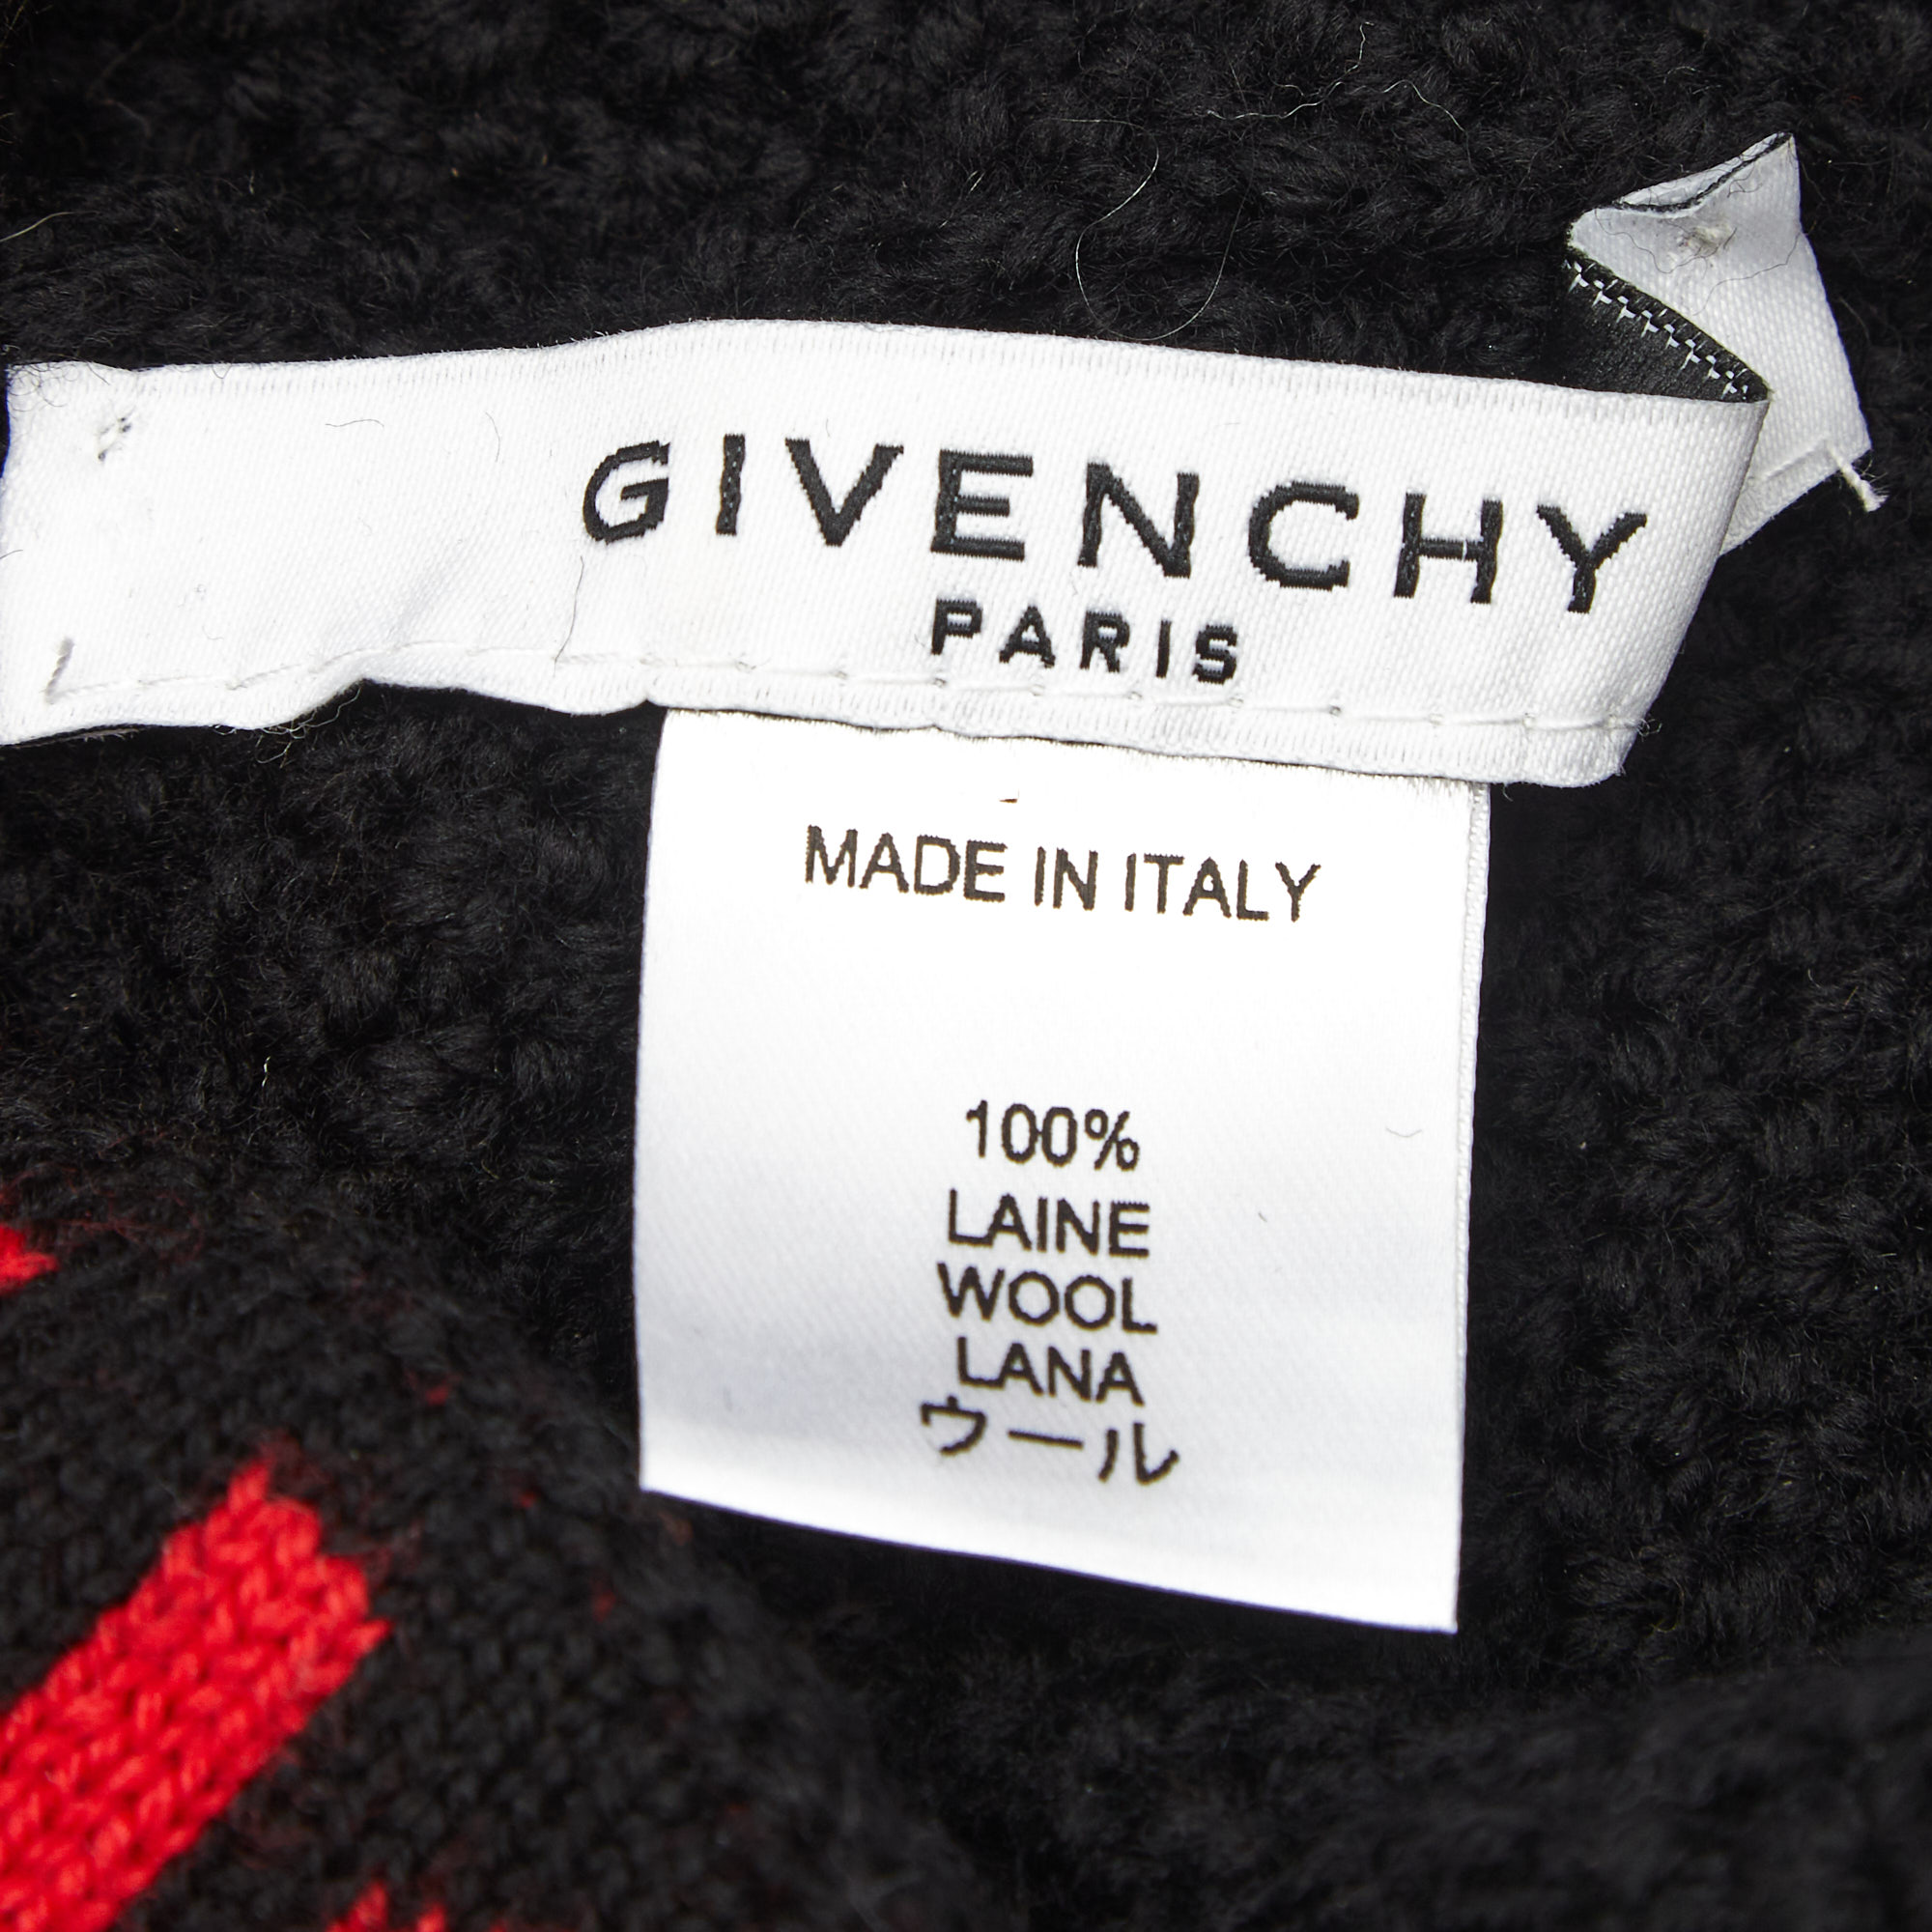 GIVENCHY
PARIS
MADE IN ITALY
100%
LAINE
WOOL
LANA
ウール